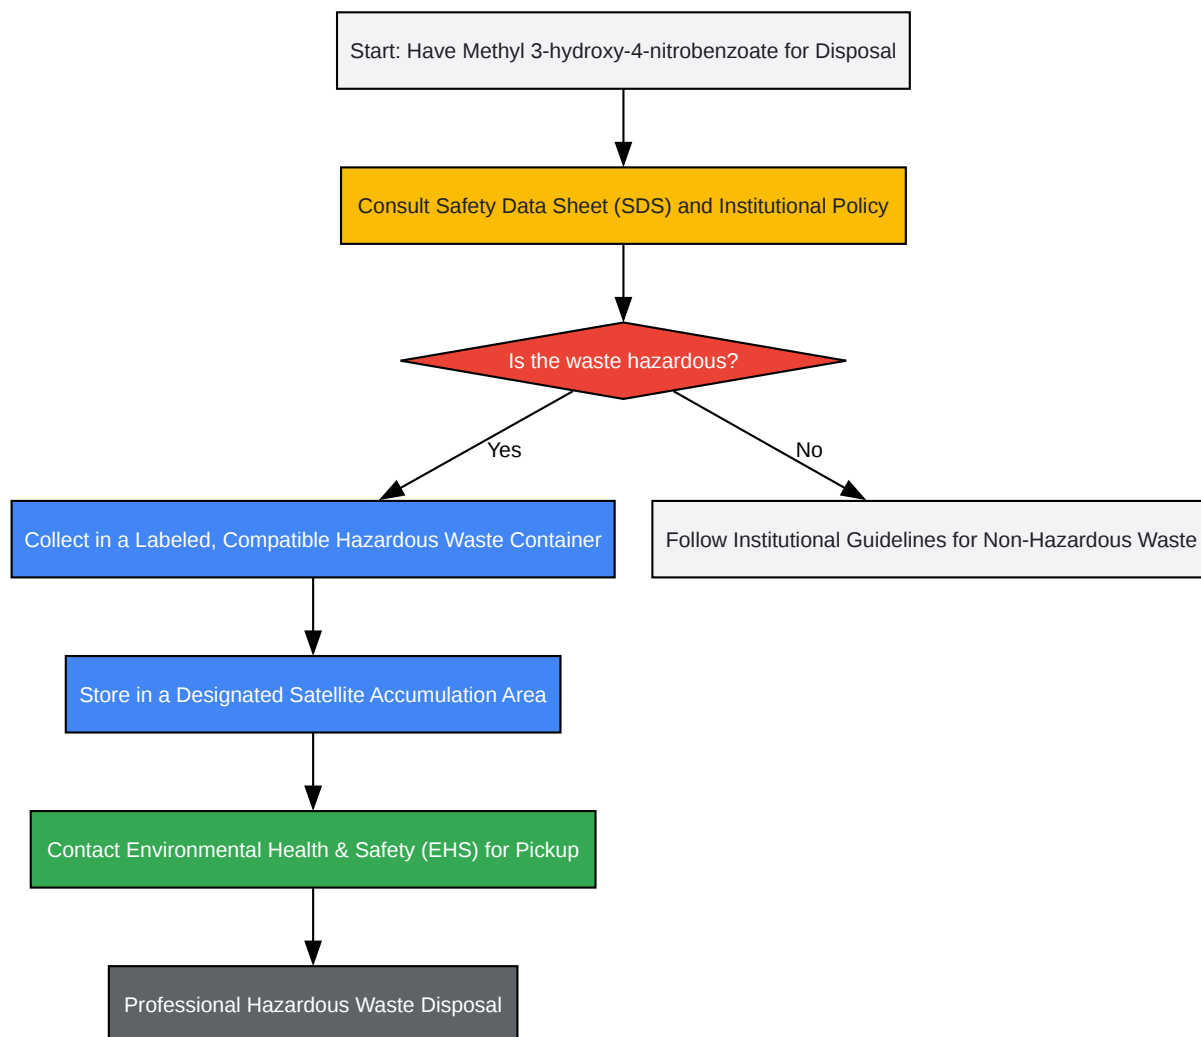 Start: Have Methyl 3-hydroxy-4-nitrobenzoate for Disposal
Consult Safety Data Sheet (SDS) and Institutional Policy
Is the waste hazardous?
Yes
No
Collect in a Labeled, Compatible Hazardous Waste Container
Follow Institutional Guidelines for Non-Hazardous Waste
Store in a Designated Satellite Accumulation Area
Contact Environmental Health & Safety (EHS) for Pickup
Professional Hazardous Waste Disposal